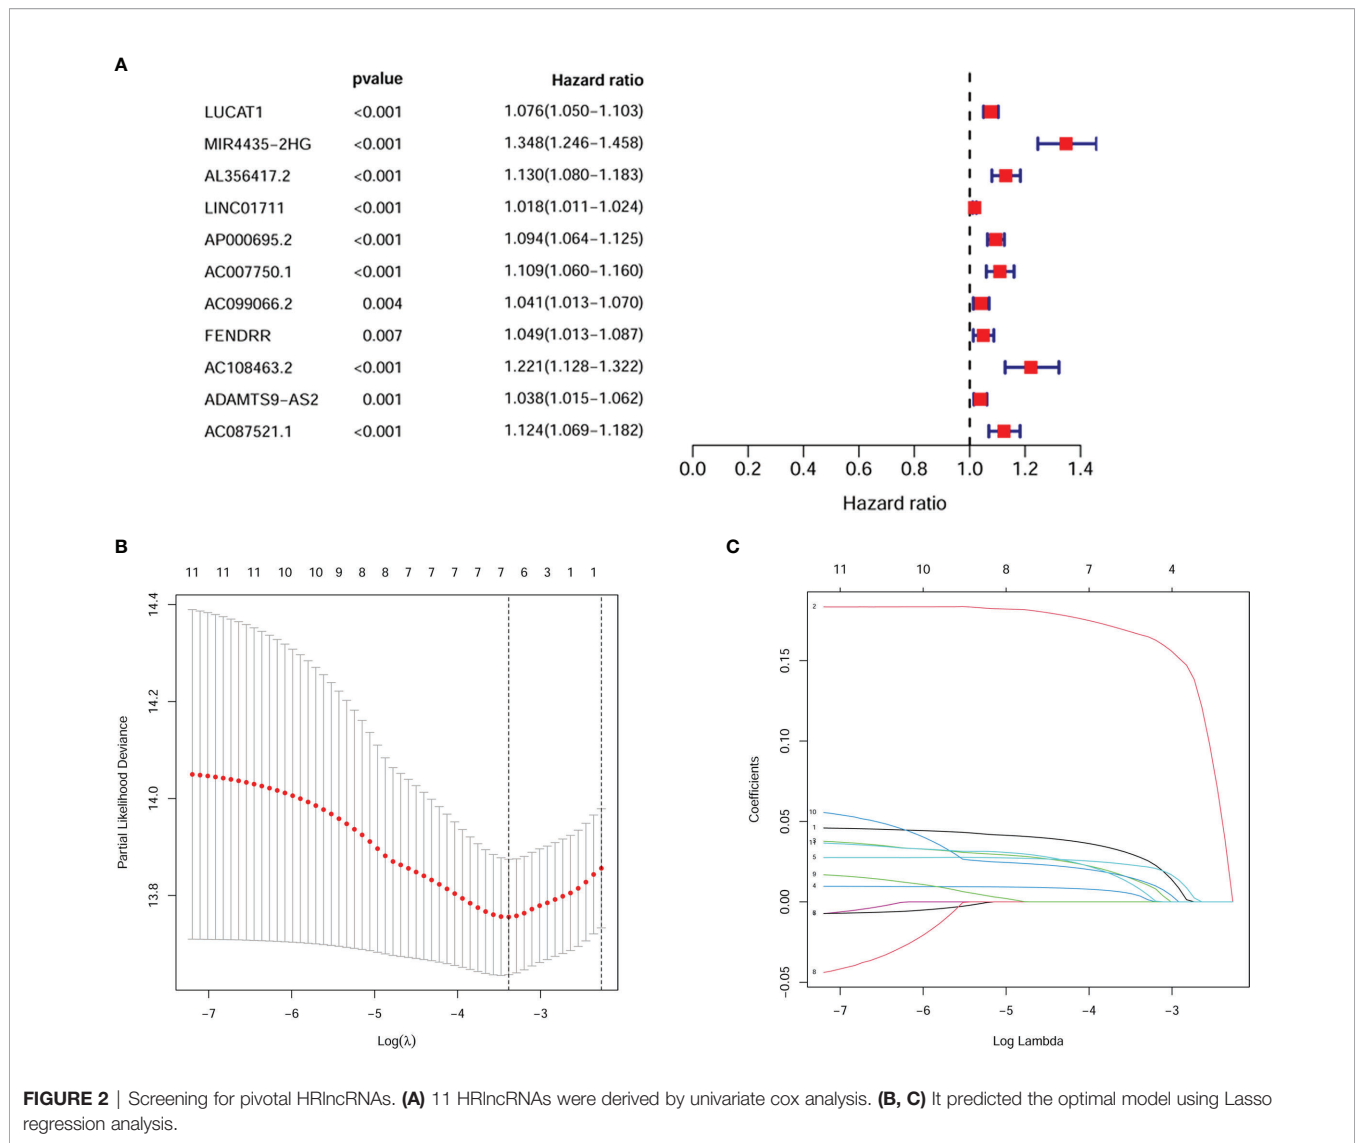 A
pvalue Hazard ratio
LUCAT1 <0.001 1.076(1.050−1.103)
MIR4435−2HG <0.001 1.348(1.246−1.458)
AL356417.2 <0.001 1.130(1.080−1.183)
LINC01711 <0.001 1.018(1.011−1.024)
AP000695.2 <0.001 1.094(1.064−1.125)
AC007750.1 <0.001 1.109(1.060−1.160)
AC099066.2 0.004 1.041(1.013−1.070)
FENDRR 0.007 1.049(1.013−1.087)
AC108463.2 <0.001 1.221(1.128−1.322)
ADAMTS9−AS2 0.001 1.038(1.015−1.062)
AC087521.1 <0.001 1.124(1.069−1.182)
0.0 0.2 0.4 0.6 0.8 1.0 1.2 1.4
Hazard ratio
B
11 11 11 10 10 9 8 8 7 7 7 7 7 6 3 1 1
14.4
14.2
14.0
13.8
Partial Likelihood Deviance
−7 −6 −5 −4 −3
Log(λ)
C
11 10 8 7 4
0.15
0.10
0.05
0.00
−0.05
Coefficients
2
10
1
5
9
4
8
−7 −6 −5 −4 −3
Log Lambda
FIGURE 2 | Screening for pivotal HRlncRNAs. (A) 11 HRlncRNAs were derived by univariate cox analysis. (B, C) It predicted the optimal model using Lasso
regression analysis.